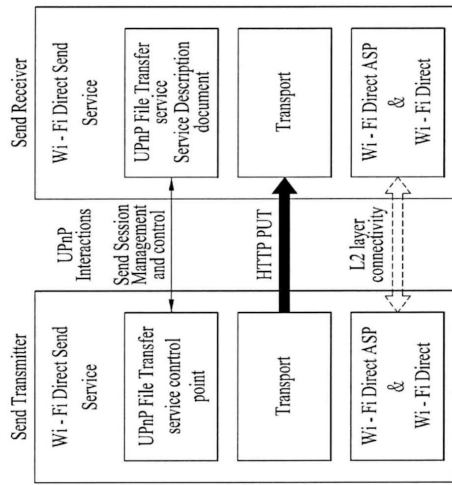 Send Transmitter
Wi - Fi Direct Send
Service
UPnP File Transfer
service conrtrol
point
Transport
Wi - Fi Direct ASP
&
Wi - Fi Direct
UPnP
Interactions
Send Session
Management
and control
HTTP PUT
L2 layer
connectivity
Send Receiver
Wi - Fi Direct Send
Service
UPnP File Transfer
service
Service Description
document
Transport
Wi - Fi Direct ASP
&
Wi - Fi Direct